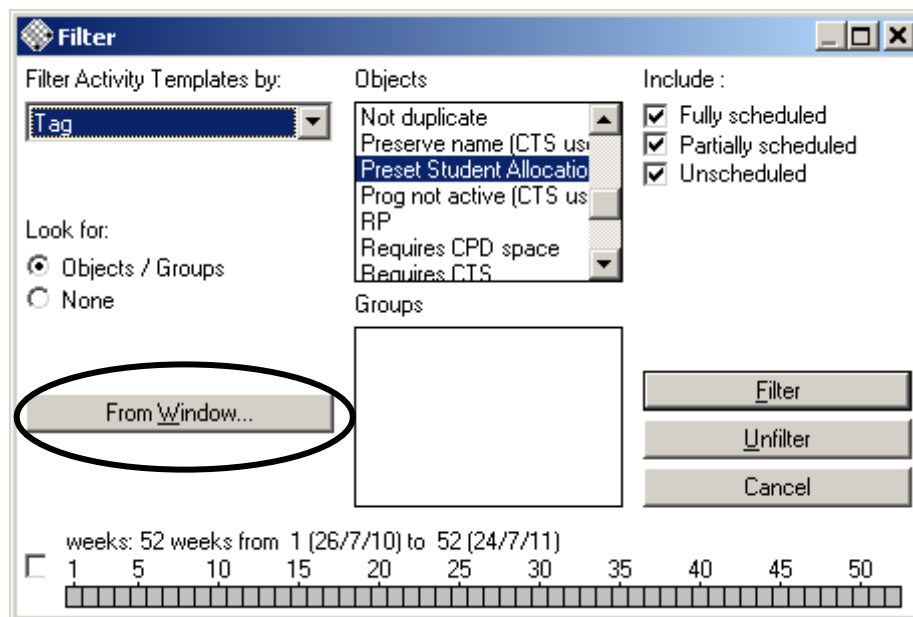 Filter
Filter Activity Templates by:
Tag
Look for:
Objects / Groups
None
From Window...
Objects
Not duplicate
Preserve name (CTS us
Preset Student Allocatio
Prog not active (CTS us
RP
Requires CPD space
Requires CTS
Groups
Include :
Fully scheduled
Partially scheduled
Unscheduled
Filter
Unfilter
Cancel
weeks: 52 weeks from 1 (26/7/10) to 52 (24/7/11)
1 5 10 15 20 25 30 35 40 45 50